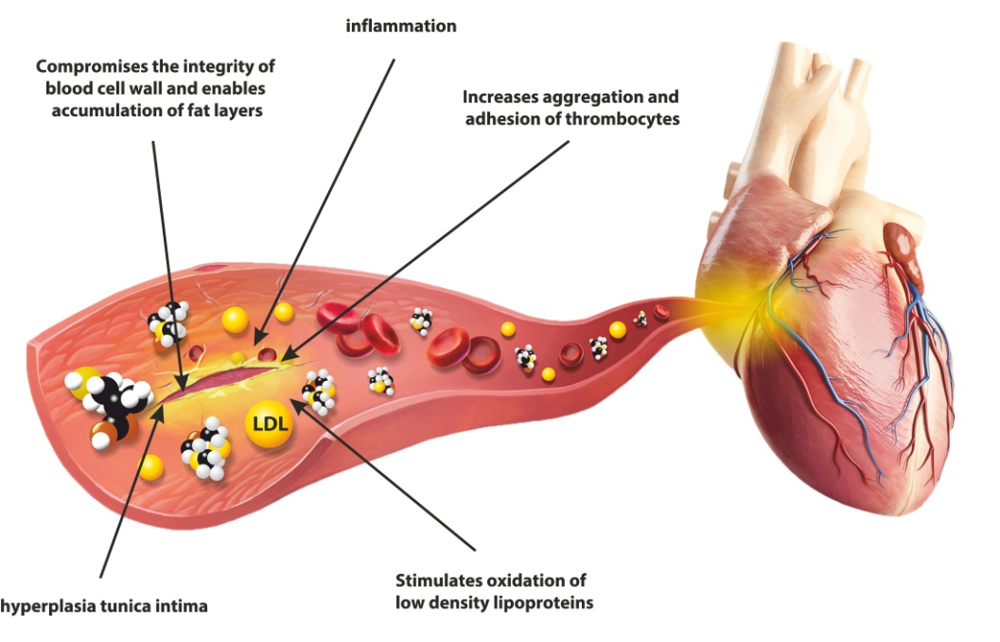 inflammation
Compromises the integrity of
blood cell wall and enables
accumulation of fat layers
Increases aggregation and
adhesion of thrombocytes
LDL
Stimulates oxidation of
low density lipoproteins
hyperplasia tunica intima